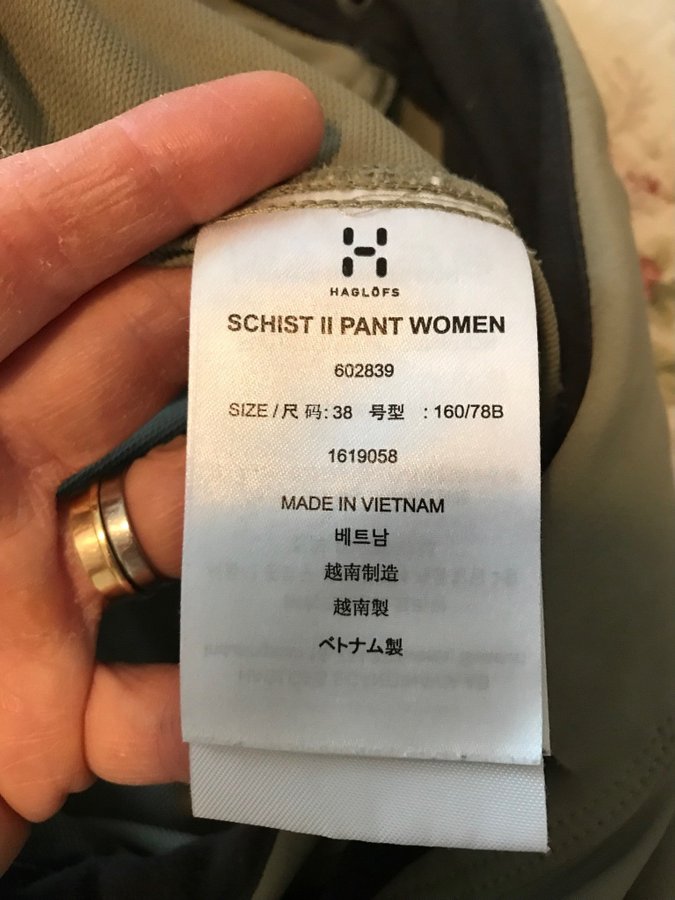 HAGLÖFS
SCHIST II PANT WOMEN
602839
SIZE / 尺 码: 38 号型 : 160/78B
1619058
MADE IN VIETNAM
베트남
越南制造
越南製
ベトナム製